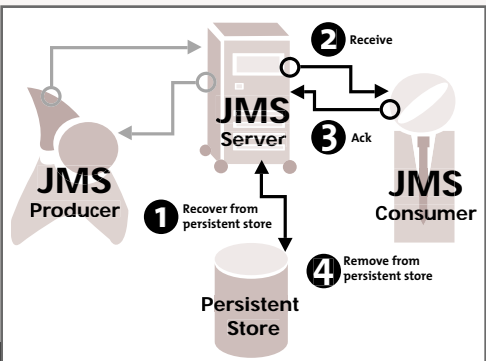 2 Receive
JMS
Server
3 Ack
JMS
Producer
JMS
Consumer
1 Recover from
persistent store
4 Remove from
persistent store
Persistent
Store